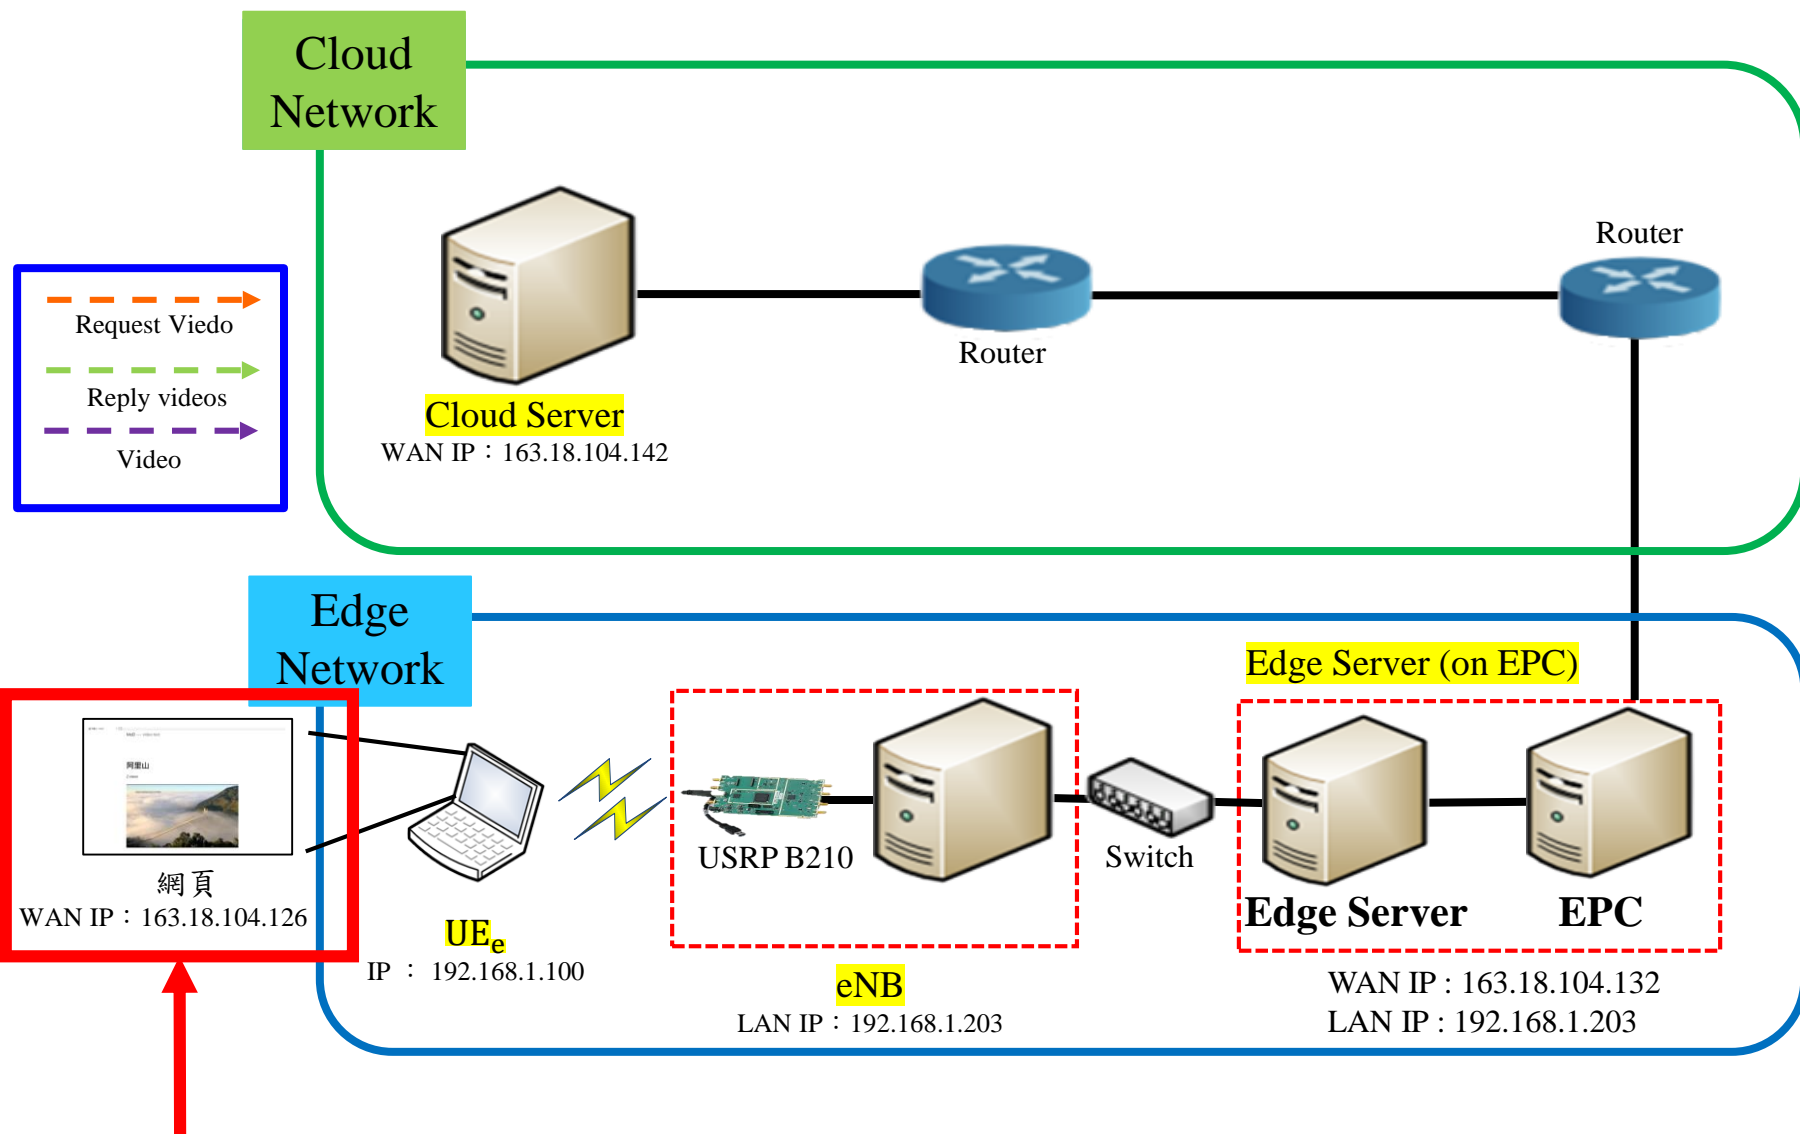 Cloud
Network
Router
Router
Request Viedo
Reply videos
Video
Cloud Server
WAN IP：163.18.104.142
Edge
Network
Edge Server (on EPC)
阿里山
網頁
WAN IP：163.18.104.126
UEe
IP ： 192.168.1.100
USRP B210
eNB
LAN IP：192.168.1.203
Switch
Edge Server
EPC
WAN IP : 163.18.104.132
LAN IP : 192.168.1.203